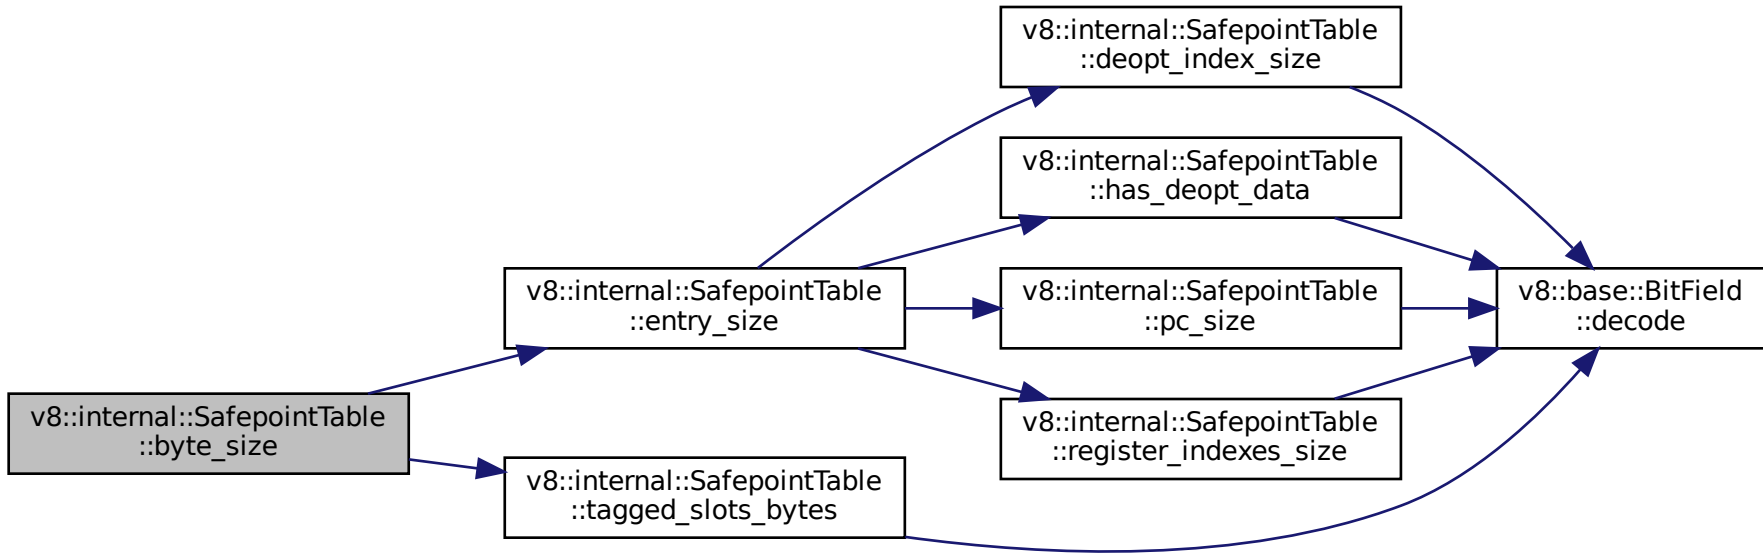 v8::internal::SafepointTable
::byte_size
v8::internal::SafepointTable
::entry_size
v8::internal::SafepointTable
::tagged_slots_bytes
v8::internal::SafepointTable
::deopt_index_size
v8::internal::SafepointTable
::has_deopt_data
v8::internal::SafepointTable
::pc_size
v8::internal::SafepointTable
::register_indexes_size
v8::base::BitField
::decode